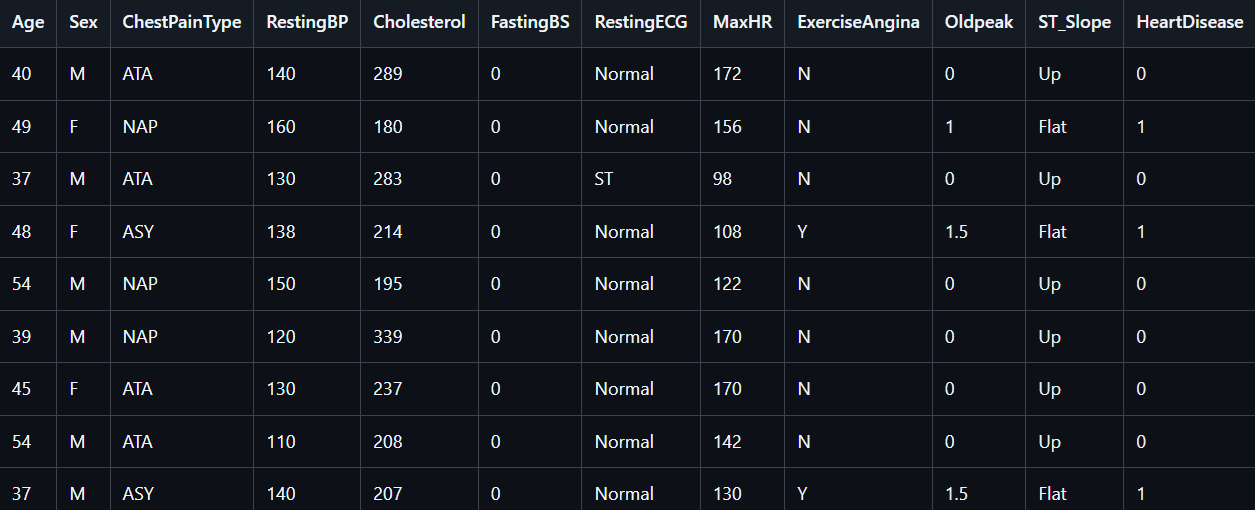 Age Sex ChestPainType RestingBP Cholesterol FastingBS RestingECG MaxHR ExerciseAngina Oldpeak ST_Slope HeartDisease
40 M ATA 140 289 0 Normal 172 N 0 Up 0
49 F NAP 160 180 0 Normal 156 N 1 Flat 1
37 M ATA 130 283 0 ST 98 N 0 Up 0
48 F ASY 138 214 0 Normal 108 Y 1.5 Flat 1
54 M NAP 150 195 0 Normal 122 N 0 Up 0
39 M NAP 120 339 0 Normal 170 N 0 Up 0
45 F ATA 130 237 0 Normal 170 N 0 Up 0
54 M ATA 110 208 0 Normal 142 N 0 Up 0
37 M ASY 140 207 0 Normal 130 Y 1.5 Flat 1